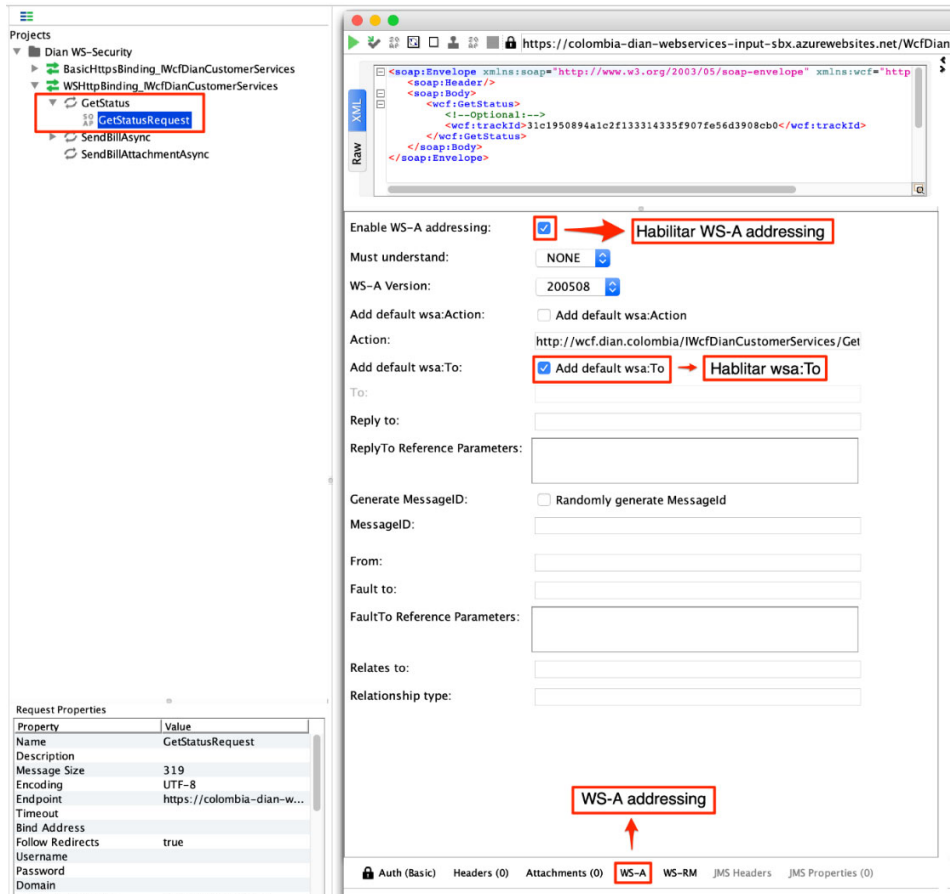 Projects
Dian WS-Security
BasicHttpsBinding_IWcfDianCustomerServices
WSHttpBinding_IWcfDianCustomerServices
GetStatus
GetStatusRequest
SendBillAsync
SendBillAttachmentAsync
https://colombia-dian-webservices-input-sbx.azurewebsites.net/WcfDian
XML
Raw
<soap:Envelope xmlns:soap="http://www.w3.org/2003/05/soap-envelope" xmlns:wcf="http
<soap:Header/>
<soap:Body>
<wcf:GetStatus>
<!--Optional:-->
<wcf:trackId>31c1950894a1c2f133314335f907fe56d3908cb0</wcf:trackId>
</wcf:GetStatus>
</soap:Body>
</soap:Envelope>
Enable WS-A addressing: Habilitar WS-A addressing
Must understand: NONE
WS-A Version: 200508
Add default wsa:Action: Add default wsa:Action
Action: http://wcf.dian.colombia/IWcfDianCustomerServices/Get
Add default wsa:To: Add default wsa:To Hablitar wsa:To
To:
Reply to:
ReplyTo Reference Parameters:
Generate MessageID: Randomly generate MessageId
MessageID:
From:
Fault to:
FaultTo Reference Parameters:
Relates to:
Relationship type:
Request Properties
Property Value
Name GetStatusRequest
Description
Message Size 319
Encoding UTF-8
Endpoint https://colombia-dian-w...
Timeout
Bind Address
Follow Redirects true
Username
Password
Domain
WS-A addressing
Auth (Basic) Headers (0) Attachments (0) WS-A WS-RM JMS Headers JMS Properties (0)